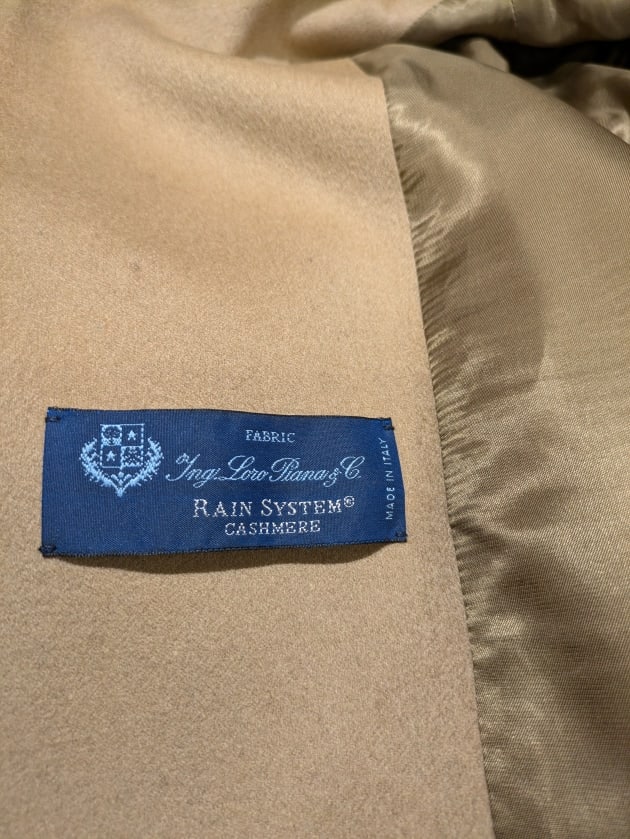 FABRIC
Ing. Loro Piana & C.
RAIN SYSTEM®
CASHMERE
MADE IN ITALY